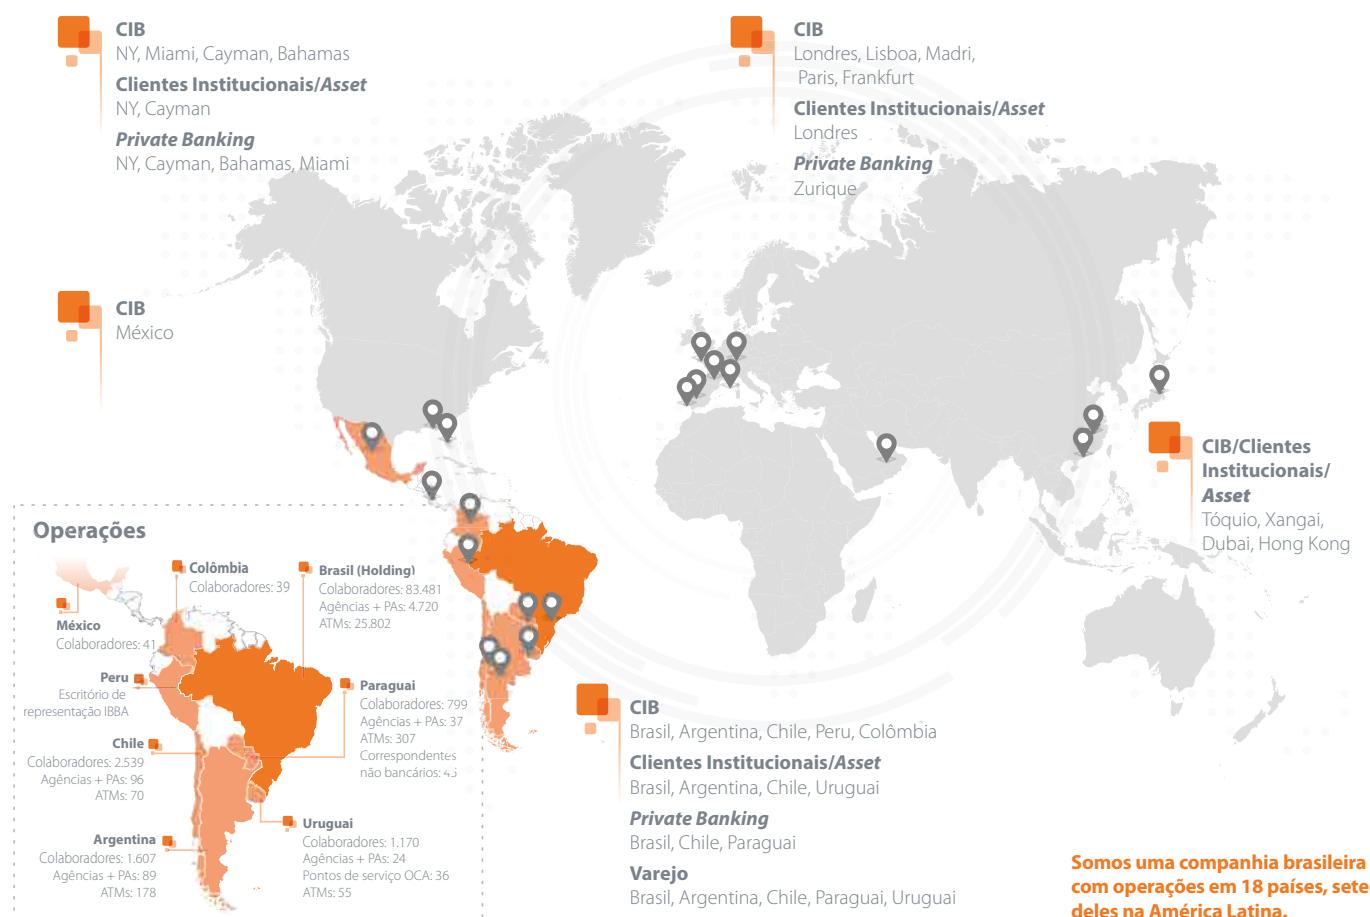 CIB
NY, Miami, Cayman, Bahamas
Clientes Institucionais/Asset
NY, Cayman
Private Banking
NY, Cayman, Bahamas, Miami
CIB
Londres, Lisboa, Madri,
Paris, Frankfurt
Clientes Institucionais/Asset
Londres
Private Banking
Zurique
CIB
México
CIB/Clientes
Institucionais/
Asset
Tóquio, Xangai,
Dubai, Hong Kong
Operações
Colômbia
Colaboradores: 39
Brasil (Holding)
Colaboradores: 83.481
Agências + PAs: 4.720
ATMs: 25.802
México
Colaboradores: 41
Peru
Escritório de
representação IBBA
Paraguai
Colaboradores: 799
Agências + PAs: 37
ATMs: 307
Correspondentes
não bancários:
Chile
Colaboradores: 2.539
Agências + PAs: 96
ATMs: 70
Uruguai
Colaboradores: 1.170
Agências + PAs: 24
Pontos de serviço OCA: 36
ATMs: 55
Argentina
Colaboradores: 1.607
Agências + PAs: 89
ATMs: 178
CIB
Brasil, Argentina, Chile, Peru, Colômbia
Clientes Institucionais/Asset
Brasil, Argentina, Chile, Uruguai
Private Banking
Brasil, Chile, Paraguai
Varejo
Brasil, Argentina, Chile, Paraguai, Uruguai
Somos uma companhia brasileira
com operações em 18 países, sete
deles na América Latina.